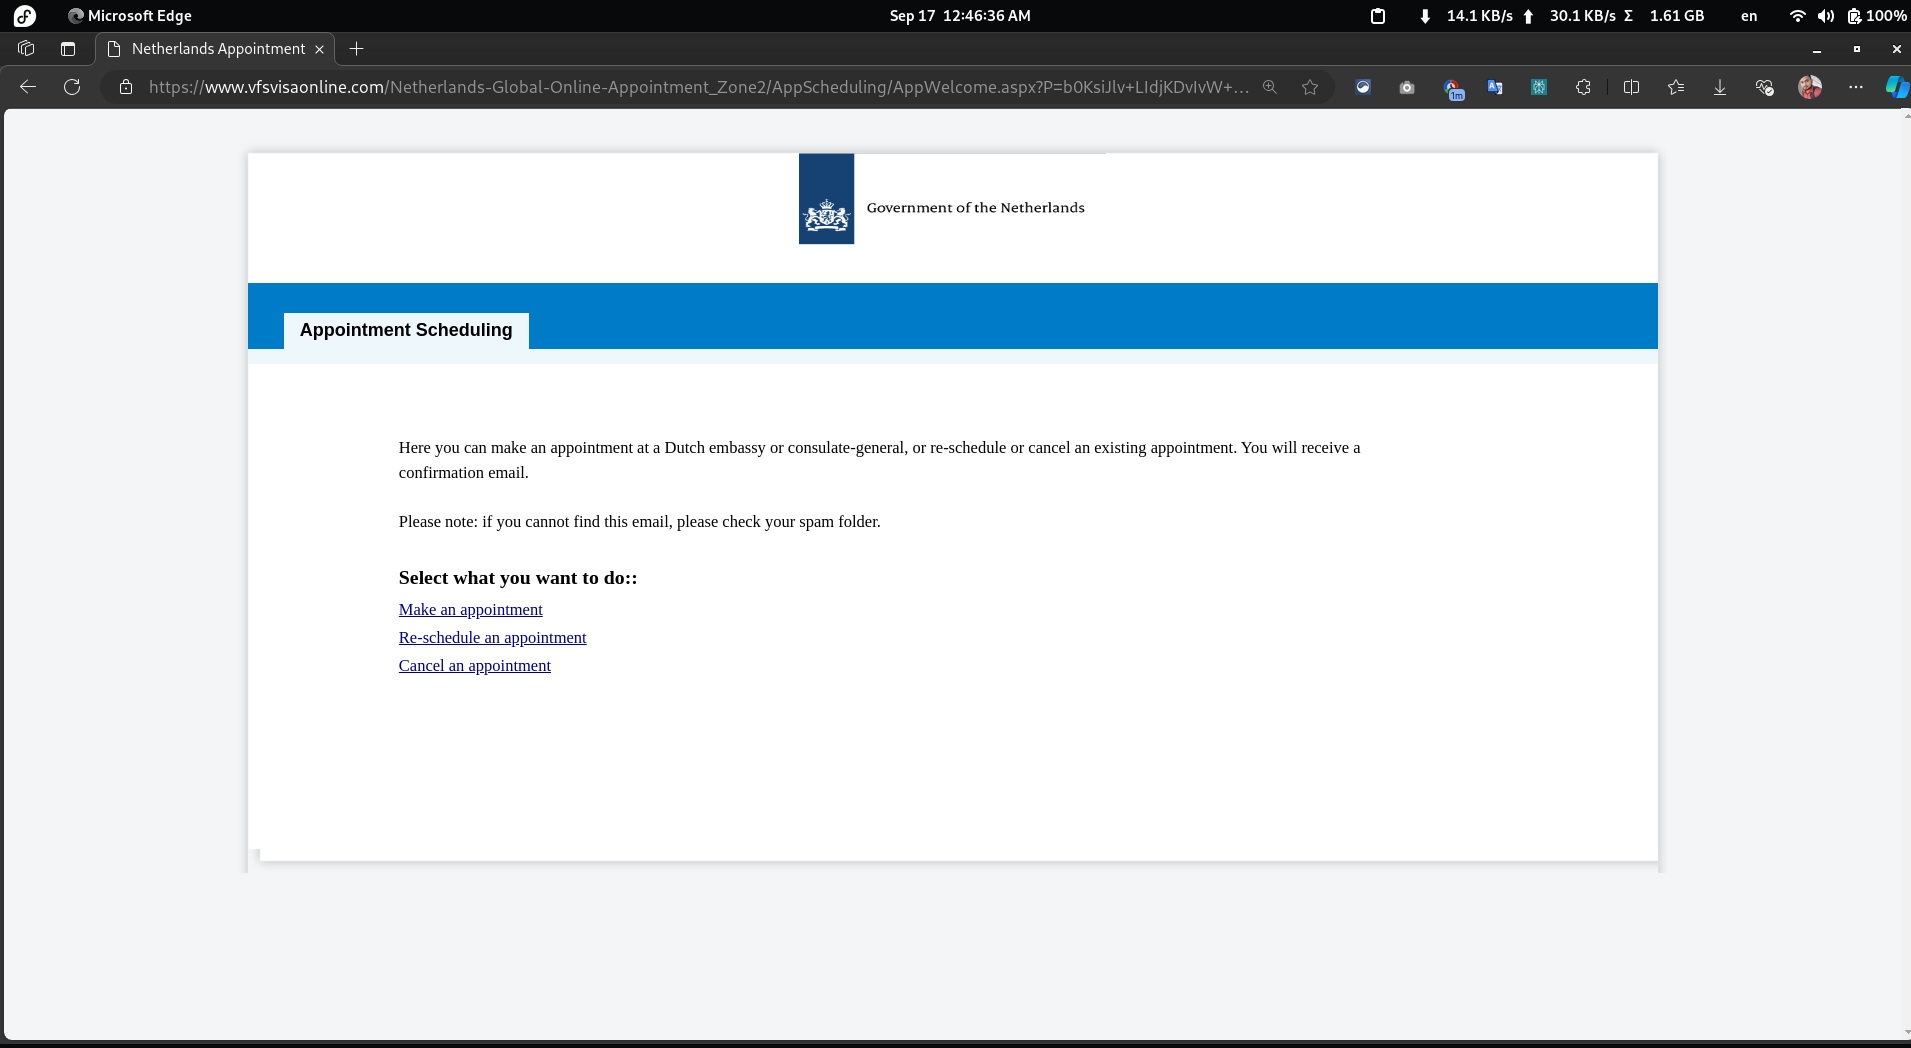 Microsoft Edge
Sep 17 12:46:36 AM
14.1 KB/s 30.1 KB/s Σ 1.61 GB en 100%
Netherlands Appointment
https://www.vfsvisaonline.com/Netherlands-Global-Online-Appointment_Zone2/AppScheduling/AppWelcome.aspx?P=b0KsiJlv+LIdjKDvIvW+...
1m
Government of the Netherlands
Appointment Scheduling
Here you can make an appointment at a Dutch embassy or consulate-general, or re-schedule or cancel an existing appointment. You will receive a
confirmation email.
Please note: if you cannot find this email, please check your spam folder.
Select what you want to do::
Make an appointment
Re-schedule an appointment
Cancel an appointment